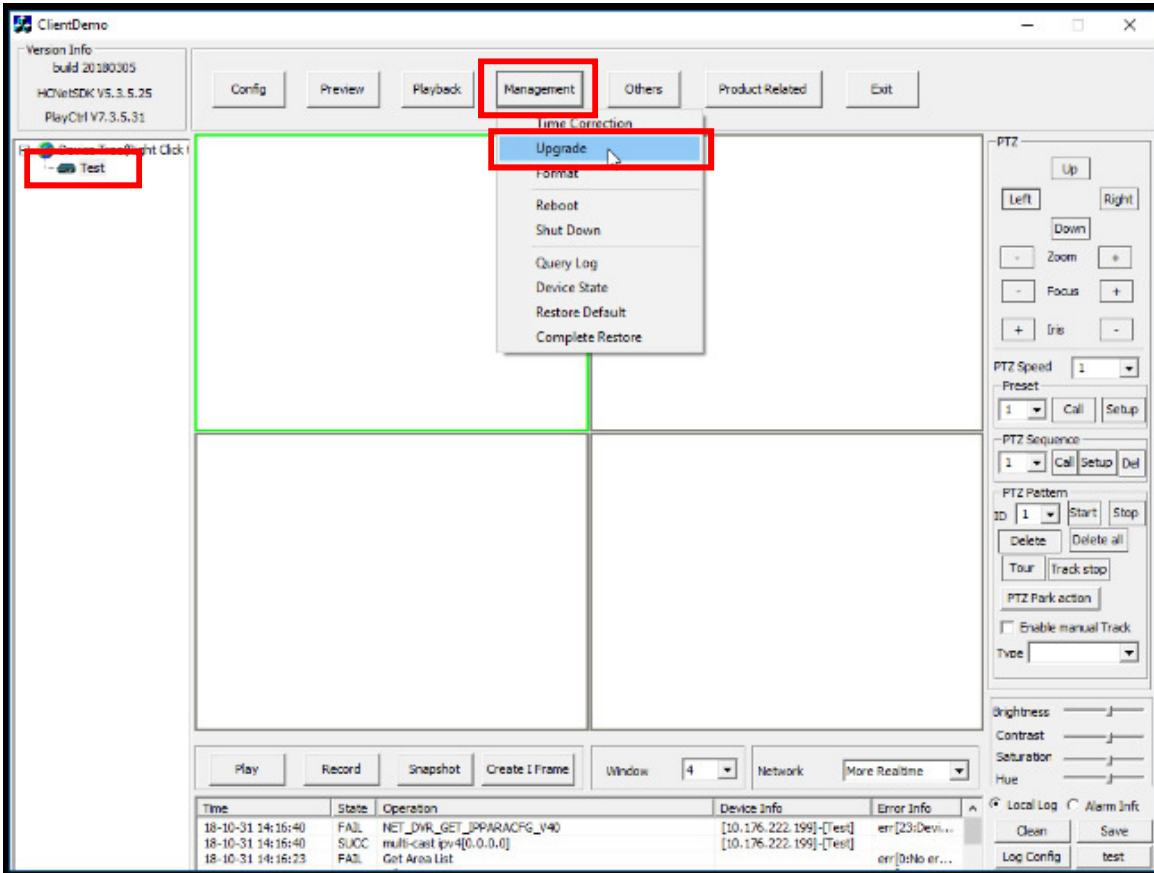 ClientDemo
Version Info
build 20180305
HCNetSDK V5.3.5.25
PlayCtrl V7.3.5.31
Config Preview Playback Management Others Product Related Exit
Time Correction
Upgrade
Format
Reboot
Shut Down
Query Log
Device State
Restore Default
Complete Restore
Test
PTZ
Up
Left Right
Down
- Zoom +
- Focus +
+ Iris -
PTZ Speed 1
Preset
1 Call Setup
PTZ Sequence
1 Call Setup Del
PTZ Pattern
ID 1 Start Stop
Delete Delete all
Tour Track stop
PTZ Park action
Enable manual Track
Type
Brightness
Contrast
Saturation
Hue
Play Record Snapshot Create I Frame Window 4 Network More Realtime
Local Log Alarm Info
Clean Save
Log Config test
Time State Operation Device Info Error Info
18-10-31 14:16:40 FAIL NET_DVR_GET_IPPARACFG_V40 [10.176.222.199]-[Test] err[23:Devi...
18-10-31 14:16:40 SUCC multi-cast ipv4[0.0.0.0] [10.176.222.199]-[Test]
18-10-31 14:16:23 FAIL Get Area List err[0:No er...